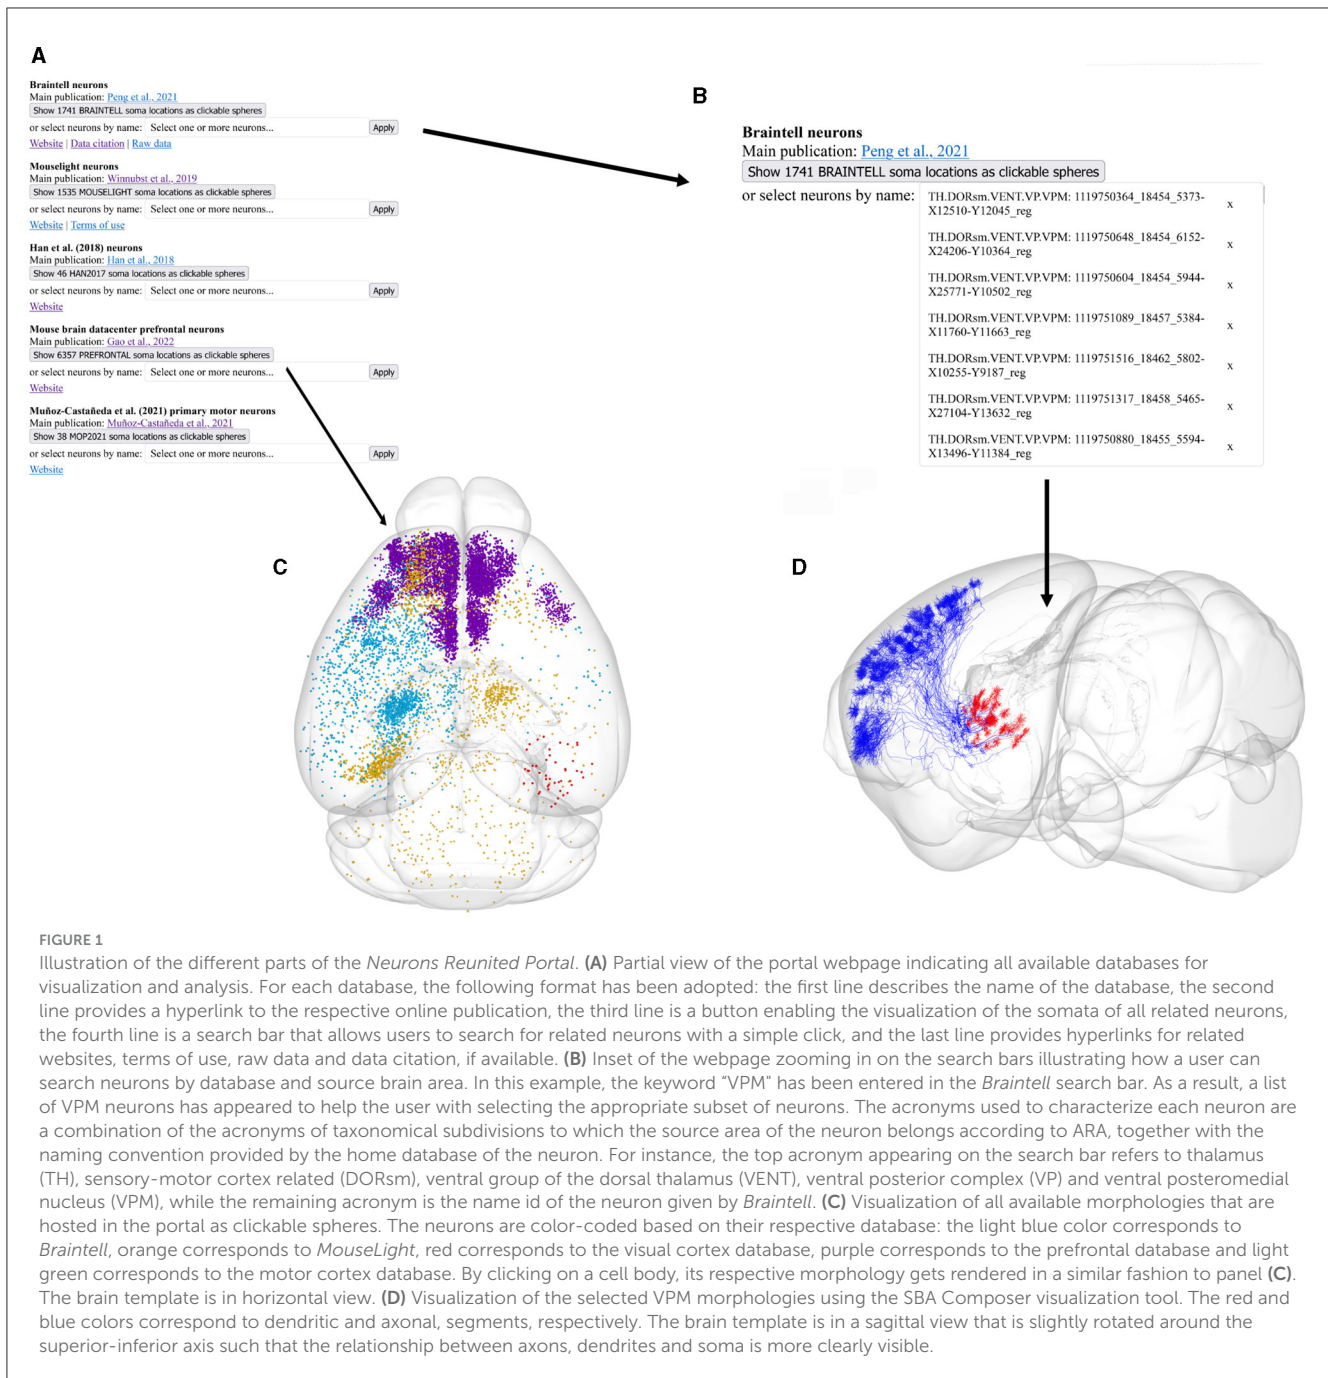 A
Braintell neurons
Main publication: Peng et al., 2021
Show 1741 BRAINTELL soma locations as clickable spheres
or select neurons by name: Select one or more neurons... Apply
Website | Data citation | Raw data
Mouselight neurons
Main publication: Winnubst et al., 2019
Show 1535 MOUSELIGHT soma locations as clickable spheres
or select neurons by name: Select one or more neurons... Apply
Website | Terms of use
Han et al. (2018) neurons
Main publication: Han et al., 2018
Show 46 HAN2017 soma locations as clickable spheres
or select neurons by name: Select one or more neurons... Apply
Website
Mouse brain datacenter prefrontal neurons
Main publication: Gao et al., 2022
Show 6357 PREFRONTAL soma locations as clickable spheres
or select neurons by name: Select one or more neurons... Apply
Website
Muñoz-Castañeda et al. (2021) primary motor neurons
Main publication: Muñoz-Castañeda et al., 2021
Show 38 MOP2021 soma locations as clickable spheres
or select neurons by name: Select one or more neurons... Apply
Website
B
Braintell neurons
Main publication: Peng et al., 2021
Show 1741 BRAINTELL soma locations as clickable spheres
or select neurons by name:
TH.DORsm.VENT.VP.VPM: 1119750364_18454_5373-
X12510-Y12045_reg x
TH.DORsm.VENT.VP.VPM: 1119750648_18454_6152-
X24206-Y10364_reg x
TH.DORsm.VENT.VP.VPM: 1119750604_18454_5944-
X25771-Y10502_reg x
TH.DORsm.VENT.VP.VPM: 1119751089_18457_5384-
X11760-Y11663_reg x
TH.DORsm.VENT.VP.VPM: 1119751516_18462_5802-
X10255-Y9187_reg x
TH.DORsm.VENT.VP.VPM: 1119751317_18458_5465-
X27104-Y13632_reg x
TH.DORsm.VENT.VP.VPM: 1119750880_18455_5594-
X13496-Y11384_reg x
C
D
FIGURE 1
Illustration of the different parts of the Neurons Reunited Portal. (A) Partial view of the portal webpage indicating all available databases for
visualization and analysis. For each database, the following format has been adopted: the first line describes the name of the database, the second
line provides a hyperlink to the respective online publication, the third line is a button enabling the visualization of the somata of all related neurons,
the fourth line is a search bar that allows users to search for related neurons with a simple click, and the last line provides hyperlinks for related
websites, terms of use, raw data and data citation, if available. (B) Inset of the webpage zooming in on the search bars illustrating how a user can
search neurons by database and source brain area. In this example, the keyword “VPM" has been entered in the Braintell search bar. As a result, a list
of VPM neurons has appeared to help the user with selecting the appropriate subset of neurons. The acronyms used to characterize each neuron are
a combination of the acronyms of taxonomical subdivisions to which the source area of the neuron belongs according to ARA, together with the
naming convention provided by the home database of the neuron. For instance, the top acronym appearing on the search bar refers to thalamus
(TH), sensory-motor cortex related (DORsm), ventral group of the dorsal thalamus (VENT), ventral posterior complex (VP) and ventral posteromedial
nucleus (VPM), while the remaining acronym is the name id of the neuron given by Braintell. (C) Visualization of all available morphologies that are
hosted in the portal as clickable spheres. The neurons are color-coded based on their respective database: the light blue color corresponds to
Braintell, orange corresponds to MouseLight, red corresponds to the visual cortex database, purple corresponds to the prefrontal database and light
green corresponds to the motor cortex database. By clicking on a cell body, its respective morphology gets rendered in a similar fashion to panel (C).
The brain template is in horizontal view. (D) Visualization of the selected VPM morphologies using the SBA Composer visualization tool. The red and
blue colors correspond to dendritic and axonal, segments, respectively. The brain template is in a sagittal view that is slightly rotated around the
superior-inferior axis such that the relationship between axons, dendrites and soma is more clearly visible.